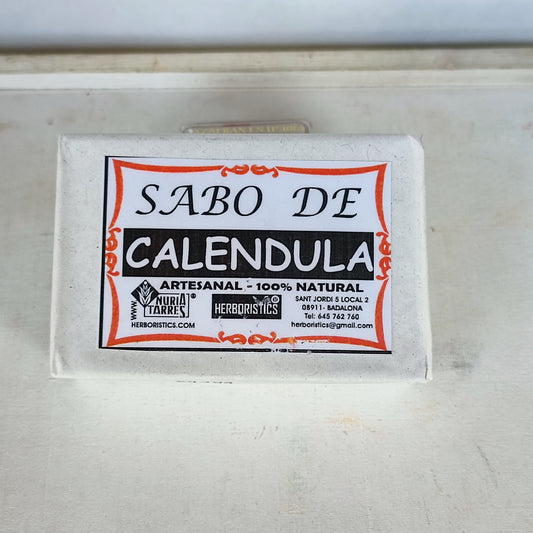 SABO DE
CALENDULA
ARTESANAL - 100% NATURAL
www. NURIA TARRES ®
HERBORISTICS.COM
HERBORISTICS
SANT JORDI 5 LOCAL 2
08911- BADALONA
Tel: 645 762 760
herboristics@gmail.com